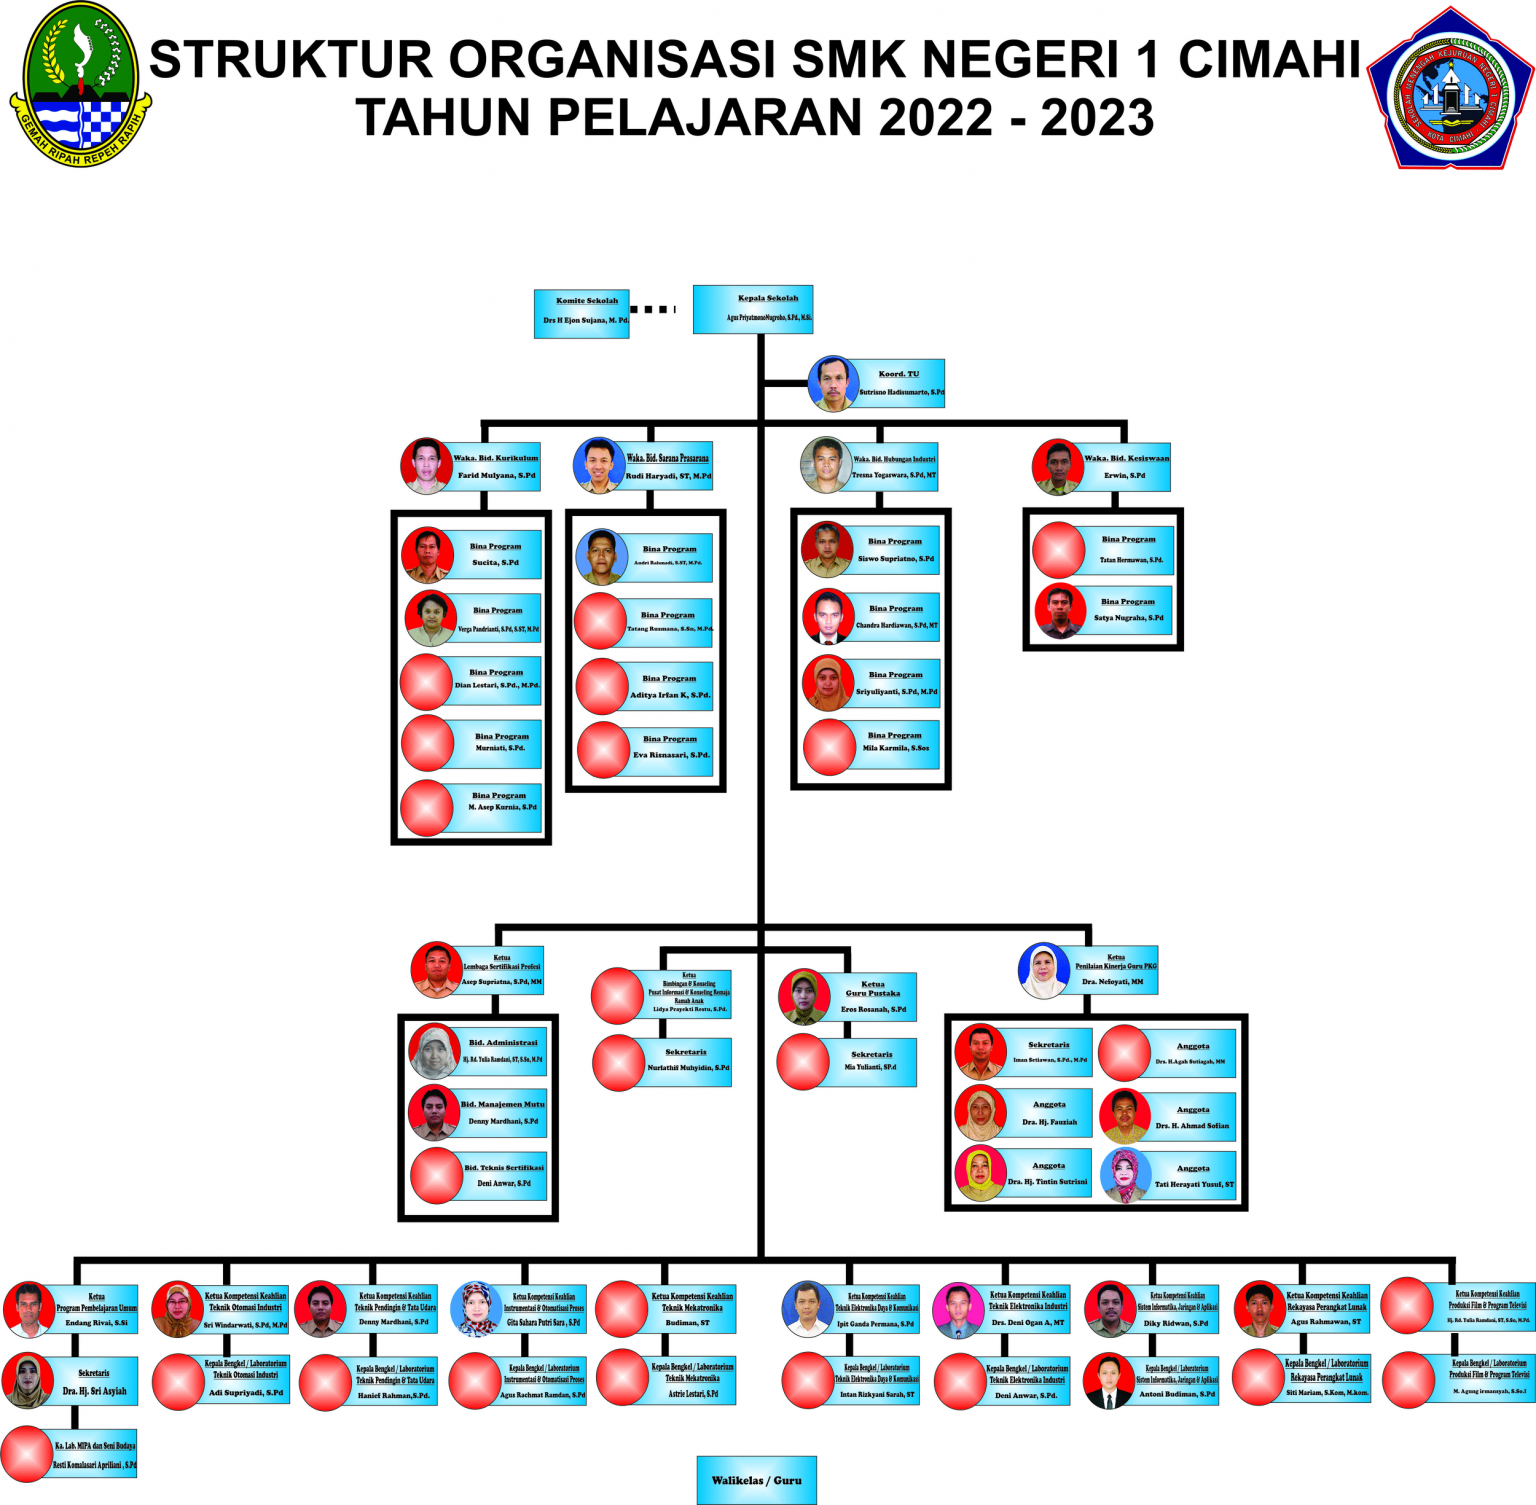 STRUKTUR ORGANISASI SMK NEGERI 1 CIMAHI
TAHUN PELAJARAN 2022 - 2023
GEMAH RIPAH REPEH RAPIH
SEKOLAH MENENGAH KEJURUAN NEGERI 1 CIMAHI
KOTA CIMAHI
Komite Sekolah
Drs H Ejon Sujana, M. Pd.
Kepala Sekolah
Agus PriyatmonoNugroho, S.Pd., M.Si.
Koord. TU
Sutrisno Hadisumarto, S.Pd
Waka. Bid. Kurikulum
Farid Mulyana, S.Pd
Waka. Bid. Sarana Prasarana
Rudi Haryadi, ST, M.Pd
Waka. Bid. Hubungan Industri
Tresna Yogaswara, S.Pd, MT
Waka. Bid. Kesiswaan
Erwin, S.Pd
Bina Program
Sucita, S.Pd
Bina Program
Verga Pandrianti, S.Pd, S.ST, M.Pd
Bina Program
Dian Lestari, S.Pd., M.Pd.
Bina Program
Murniati, S.Pd.
Bina Program
M. Asep Kurnia, S.Pd
Bina Program
Andri Rahmadi, S.ST, M.Pd.
Bina Program
Tatang Rusmana, S.Sn, M.Pd.
Bina Program
Aditya Irfan K, S.Pd.
Bina Program
Eva Risnasari, S.Pd.
Bina Program
Siswo Supriatno, S.Pd
Bina Program
Chandra Hardiawan, S.Pd, MT
Bina Program
Sriyuliyanti, S.Pd, M.Pd
Bina Program
Mila Karmila, S.Sos
Bina Program
Tatan Hermawan, S.Pd.
Bina Program
Satya Nugraha, S.Pd
Ketua
Lembaga Sertifikasi Profesi
Asep Supriatna, S.Pd, MM
Bid. Administrasi
Hj. Rd. Yulia Ramdani, ST, S.Sn, M.Pd
Bid. Manajemen Mutu
Denny Mardhani, S.Pd
Bid. Teknis Sertifikasi
Deni Anwar, S.Pd
Ketua
Bimbingan & Konseling
Pusat Informasi & Konseling Remaja
Ramah Anak
Lidya Prayekti Restu, S.Pd.
Sekretaris
Nurlathif Muhyidin, S.Pd
Ketua
Guru Pustaka
Eros Rosanah, S.Pd
Sekretaris
Mia Yulianti, SP.d
Ketua
Penilaian Kinerja Guru PKG
Dra. Nefoyati, MM
Sekretaris
Iman Setiawan, S.Pd., M.Pd
Anggota
Drs. H.Agah Sutiagah, MM
Anggota
Dra. Hj. Fauziah
Anggota
Drs. H. Ahmad Sofian
Anggota
Dra. Hj. Tintin Sutrisni
Anggota
Tati Herayati Yusuf, ST
Ketua
Program Pembelajaran Umum
Endang Rivai, S.Si
Sekretaris
Dra. Hj. Sri Asyiah
Ka. Lab. MIPA dan Seni Budaya
Resti Komalasari Apriliani , S.Pd
Ketua Kompetensi Keahlian
Teknik Otomasi Industri
Sri Windarwati, S.Pd, M.Pd
Kepala Bengkel / Laboratorium
Teknik Otomasi Industri
Adi Supriyadi, S.Pd
Ketua Kompetensi Keahlian
Teknik Pendingin & Tata Udara
Denny Mardhani, S.Pd
Kepala Bengkel / Laboratorium
Teknik Pendingin & Tata Udara
Hanief Rahman,S.Pd.
Ketua Kompetensi Keahlian
Instrumentasi & Otomatisasi Proses
Gita Sahara Putri Sara , S.Pd
Kepala Bengkel / Laboratorium
Instrumentasi & Otomatisasi Proses
Agus Rachmat Ramdan, S.Pd
Ketua Kompetensi Keahlian
Teknik Mekatronika
Budiman, ST
Kepala Bengkel / Laboratorium
Teknik Mekatronika
Astrie Lestari, S.Pd
Ketua Kompetensi Keahlian
Teknik Elektronika Daya & Komunikasi
Ipit Ganda Permana, S.Pd
Kepala Bengkel / Laboratorium
Teknik Elektronika Daya & Komunikasi
Intan Rizkyani Sarah, ST
Ketua Kompetensi Keahlian
Teknik Elektronika Industri
Drs. Deni Ogan A, MT
Kepala Bengkel / Laboratorium
Teknik Elektronika Industri
Deni Anwar, S.Pd.
Ketua Kompetensi Keahlian
Sistem Informatika, Jaringan & Aplikasi
Diky Ridwan, S.Pd
Kepala Bengkel / Laboratorium
Sistem Informatika, Jaringan & Aplikasi
Antoni Budiman, S.Pd
Ketua Kompetensi Keahlian
Rekayasa Perangkat Lunak
Agus Rahmawan, ST
Kepala Bengkel / Laboratorium
Rekayasa Perangkat Lunak
Siti Mariam, S.Kom, M.kom.
Ketua Kompetensi Keahlian
Produksi Film & Program Televisi
Hj. Rd. Yulia Ramdani, ST, S.Sn, M.Pd
Kepala Bengkel / Laboratorium
Produksi Film & Program Televisi
M. Agung irmansyah, S.So.I
Walikelas / Guru